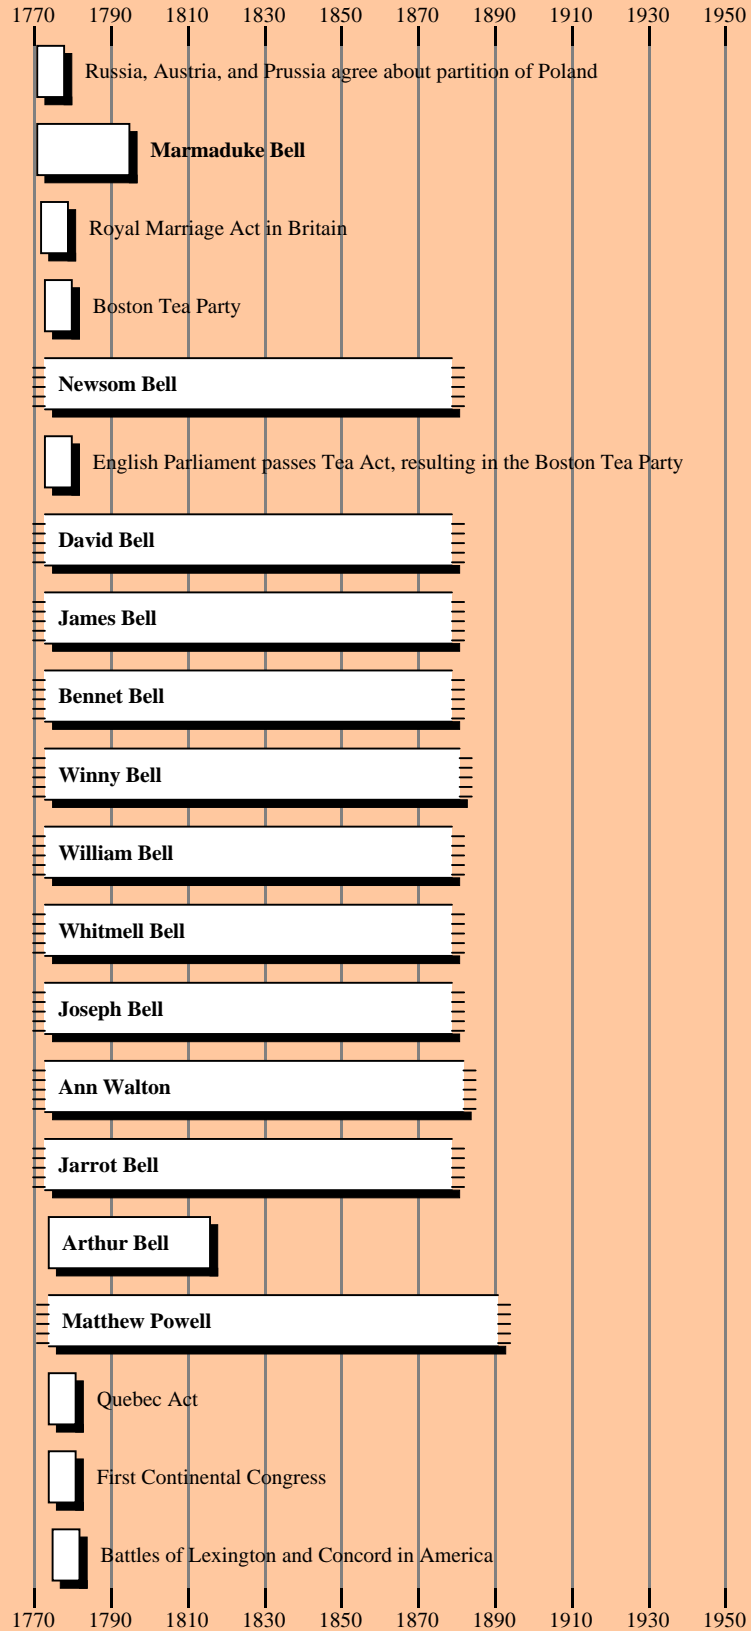 1770 1790 1810 1830 1850 1870 1890 1910 1930 1950
Russia, Austria, and Prussia agree about partition of Poland
Marmaduke Bell
Royal Marriage Act in Britain
Boston Tea Party
Newsom Bell
English Parliament passes Tea Act, resulting in the Boston Tea Party
David Bell
James Bell
Bennet Bell
Winny Bell
William Bell
Whitmell Bell
Joseph Bell
Ann Walton
Jarrot Bell
Arthur Bell
Matthew Powell
Quebec Act
First Continental Congress
Battles of Lexington and Concord in America
1770 1790 1810 1830 1850 1870 1890 1910 1930 1950